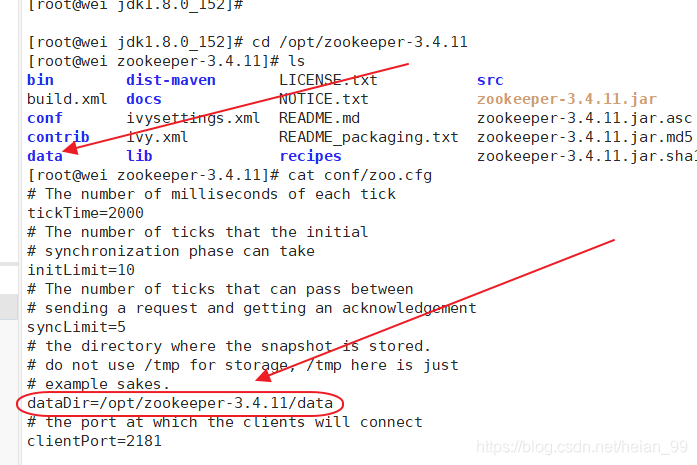 [root@wei jdk1.8.0_152]#
[root@wei jdk1.8.0_152]# cd /opt/zookeeper-3.4.11
[root@wei zookeeper-3.4.11]# ls
bin dist-maven LICENSE.txt src
build.xml docs NOTICE.txt zookeeper-3.4.11.jar
conf ivysettings.xml README.md zookeeper-3.4.11.jar.asc
contrib ivy.xml README_packaging.txt zookeeper-3.4.11.jar.md5
data lib recipes zookeeper-3.4.11.jar.sha1
[root@wei zookeeper-3.4.11]# cat conf/zoo.cfg
# The number of milliseconds of each tick
tickTime=2000
# The number of ticks that the initial
# synchronization phase can take
initLimit=10
# The number of ticks that can pass between
# sending a request and getting an acknowledgement
syncLimit=5
# the directory where the snapshot is stored.
# do not use /tmp for storage, /tmp here is just
# example sakes.
dataDir=/opt/zookeeper-3.4.11/data
# the port at which the clients will connect
clientPort=2181
https://blog.csdn.net/heian_99